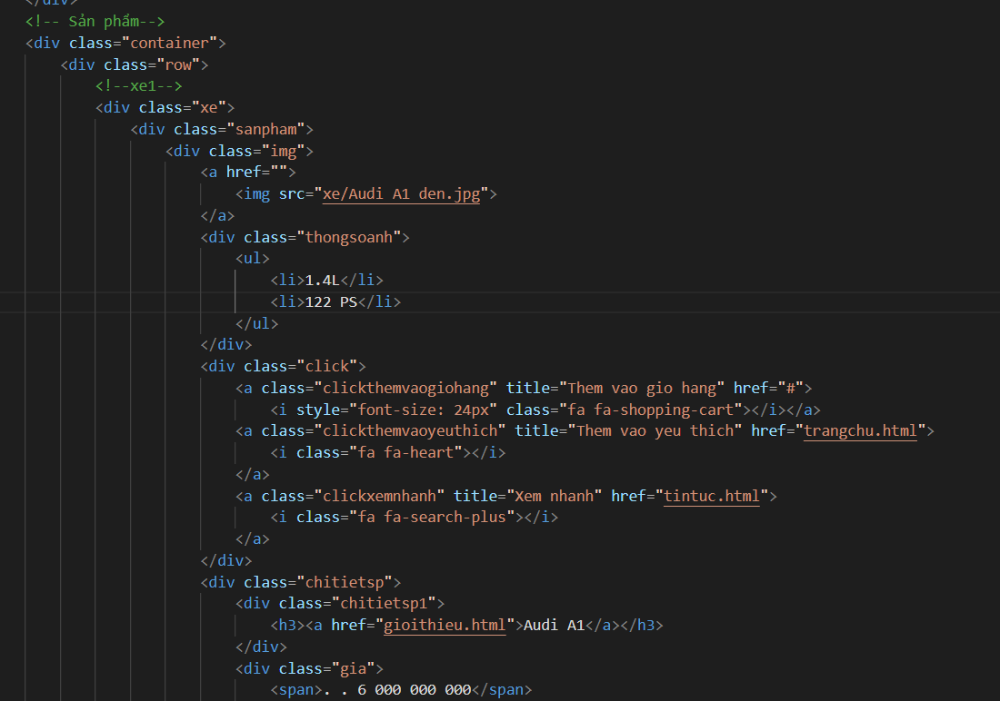 </div>
<!-- Sản phẩm-->
<div class="container">
<div class="row">
<!--xe1-->
<div class="xe">
<div class="sanpham">
<div class="img">
<a href="">
<img src="xe/Audi A1 den.jpg">
</a>
<div class="thongsoanh">
<ul>
<li>1.4L</li>
<li>122 PS</li>
</ul>
</div>
<div class="click">
<a class="clickthemvaogiohang" title="Them vao gio hang" href="#">
<i style="font-size: 24px" class="fa fa-shopping-cart"></i></a>
<a class="clickthemvaoyeuthich" title="Them vao yeu thich" href="trangchu.html">
<i class="fa fa-heart"></i>
</a>
<a class="clickxemnhanh" title="Xem nhanh" href="tintuc.html">
<i class="fa fa-search-plus"></i>
</a>
</div>
<div class="chitietsp">
<div class="chitietsp1">
<h3><a href="gioithieu.html">Audi A1</a></h3>
</div>
<div class="gia">
<span>. . 6 000 000 000</span>